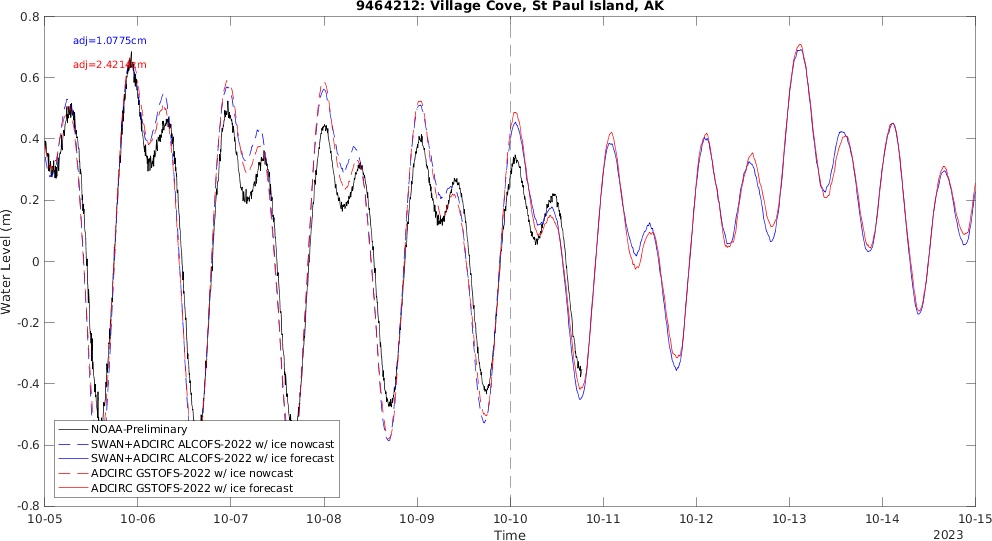 9464212: Village Cove, St Paul Island, AK
adj=1.0775cm
adj=2.4214cm
Water Level (m)
0.8
0.6
0.4
0.2
0
-0.2
-0.4
-0.6
-0.8
NOAA-Preliminary
SWAN+ADCIRC ALCOFS-2022 w/ ice nowcast
SWAN+ADCIRC ALCOFS-2022 w/ ice forecast
ADCIRC GSTOFS-2022 w/ ice nowcast
ADCIRC GSTOFS-2022 w/ ice forecast
10-05 10-06 10-07 10-08 10-09 10-10 10-11 10-12 10-13 10-14 10-15
Time
2023